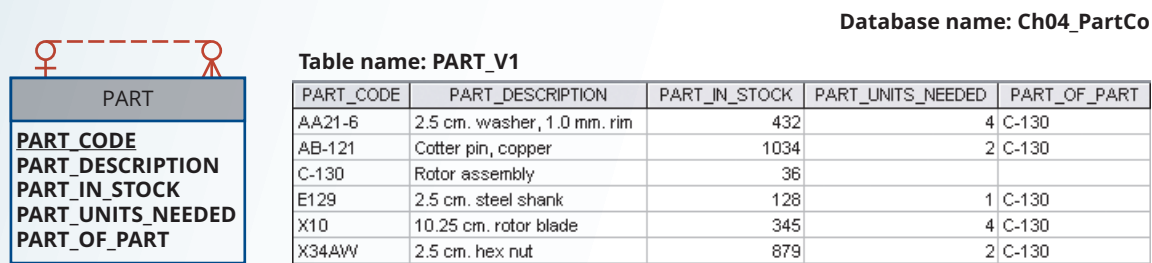 Database name: Ch04_PartCo
Table name: PART_V1
PART
PART_CODE
PART_DESCRIPTION
PART_IN_STOCK
PART_UNITS_NEEDED
PART_OF_PART
PART_CODE PART_DESCRIPTION PART_IN_STOCK PART_UNITS_NEEDED PART_OF_PART
AA21-6 2.5 cm. washer, 1.0 mm. rim 432 4 C-130
AB-121 Cotter pin, copper 1034 2 C-130
C-130 Rotor assembly 36
E129 2.5 cm. steel shank 128 1 C-130
X10 10.25 cm. rotor blade 345 4 C-130
X34AW 2.5 cm. hex nut 879 2 C-130